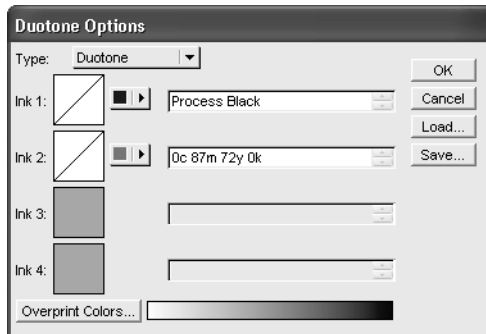 Duotone Options
Type: Duotone
OK
Ink 1: Process Black
Cancel
Load...
Ink 2: 0c 87m 72y 0k
Save...
Ink 3:
Ink 4:
Overprint Colors...